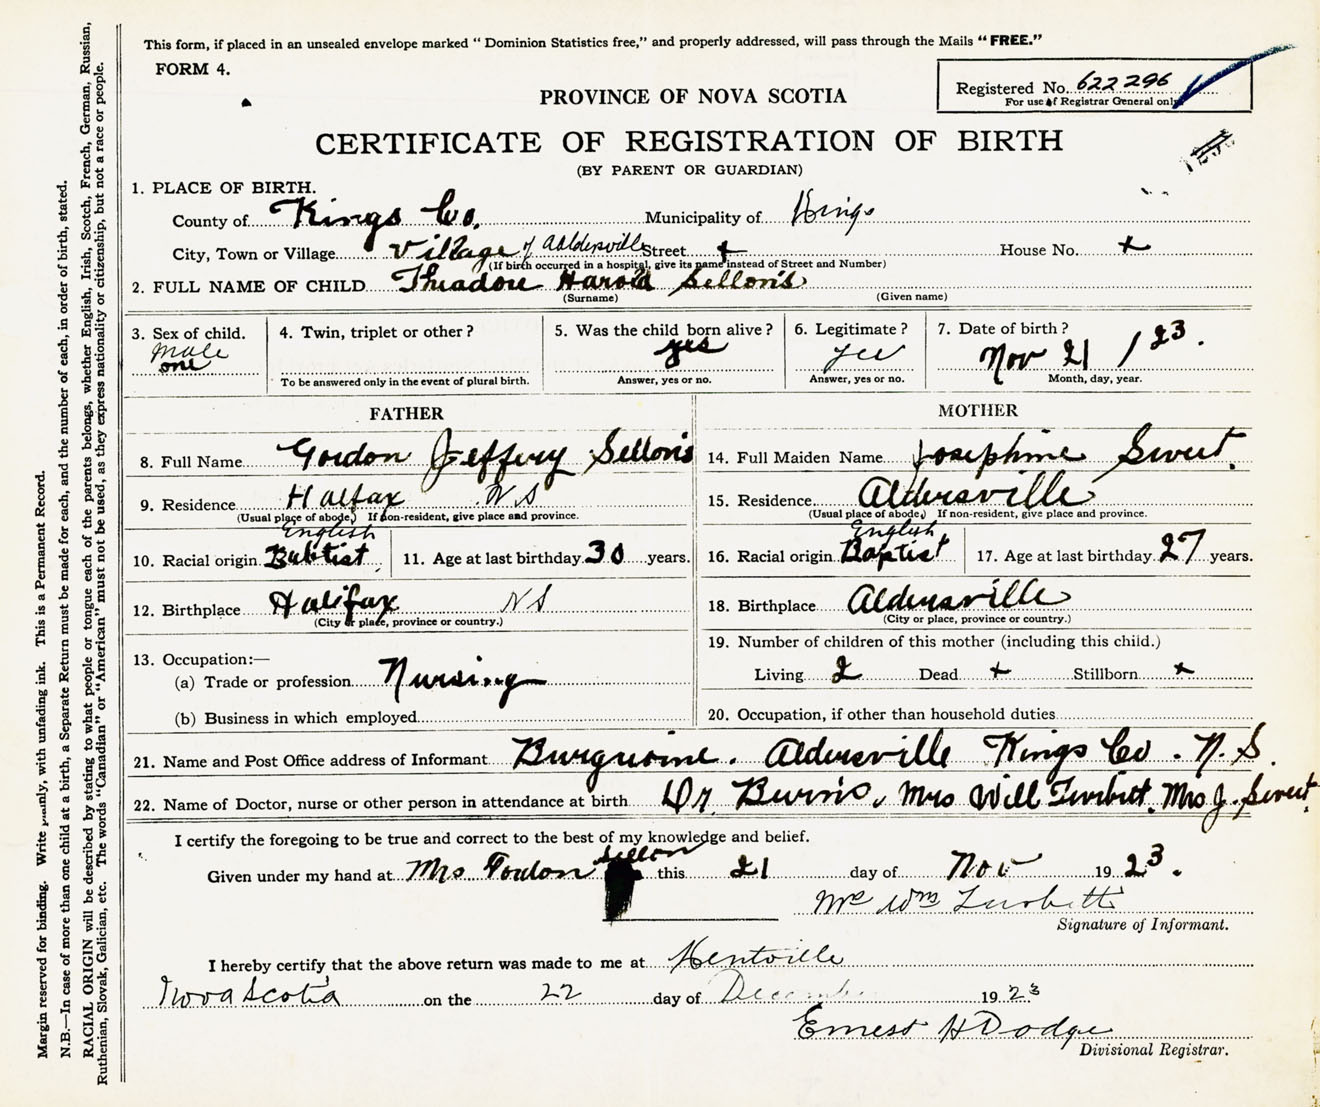 This form, if placed in an unsealed envelope marked "Dominion Statistics free," and properly addressed, will pass through the Mails "FREE."
FORM 4.
Registered No. 622296
For use of Registrar General only
PROVINCE OF NOVA SCOTIA
CERTIFICATE OF REGISTRATION OF BIRTH
(BY PARENT OR GUARDIAN)
1. PLACE OF BIRTH.
County of Kings Co. Municipality of Kings
City, Town or Village Village of Aldersville Street + House No. +
(If birth occurred in a hospital, give its name instead of Street and Number)
2. FULL NAME OF CHILD Theadore Harold Sellon's
(Surname) (Given name)
3. Sex of child. 4. Twin, triplet or other? 5. Was the child born alive? 6. Legitimate? 7. Date of birth?
male one yes yes Nov 21 / 23.
To be answered only in the event of plural birth. Answer, yes or no. Answer, yes or no. Month, day, year.
FATHER MOTHER
8. Full Name Gordon Jeffery Sellon's 14. Full Maiden Name Josephine Sweet.
9. Residence Halfax N S 15. Residence Aldersville
(Usual place of abode) If non-resident, give place and province. (Usual place of abode) If non-resident, give place and province.
English English
10. Racial origin Babtist 11. Age at last birthday 30 years. 16. Racial origin Baptist 17. Age at last birthday 27 years.
12. Birthplace Halifax N S 18. Birthplace Aldersville
(City or place, province or country.) (City or place, province or country.)
19. Number of children of this mother (including this child.)
13. Occupation:—
(a) Trade or profession Nursing Living 2 Dead + Stillborn +
(b) Business in which employed 20. Occupation, if other than household duties
21. Name and Post Office address of Informant Burgoine. Aldersville Kings Co. N. S.
22. Name of Doctor, nurse or other person in attendance at birth Dr Burns, Mrs Will Turbitt. Mrs J. Sweet.
I certify the foregoing to be true and correct to the best of my knowledge and belief.
Given under my hand at Mrs Sellon this 21 day of Nov 1923.
Mrs Wm Turbitt
Signature of Informant.
I hereby certify that the above return was made to me at Kentville
Nova Scotia on the 22 day of December 1923
Ernest H Dodge
Divisional Registrar.
Margin reserved for binding. Write plainly, with unfading ink. This is a Permanent Record.
N.B.—In case of more than one child at a birth, a Separate Return must be made for each, and the number of each, in order of birth, stated.
RACIAL ORIGIN will be described by stating to what people or tongue each of the parents belongs, whether English, Irish, Scotch, French, German, Russian,
Ruthenian, Slovak, Galician, etc. The words "Canadian" or "American" must not be used, as they express nationality or citizenship, but not a race or people.